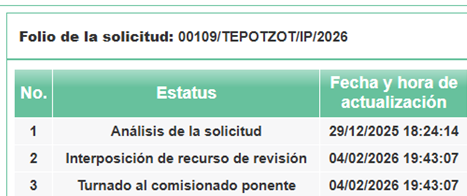 Folio de la solicitud: 00109/TEPOTZOT/IP/2026
No. Estatus Fecha y hora de actualización
1 Análisis de la solicitud 29/12/2025 18:24:14
2 Interposición de recurso de revisión 04/02/2026 19:43:07
3 Turnado al comisionado ponente 04/02/2026 19:43:07